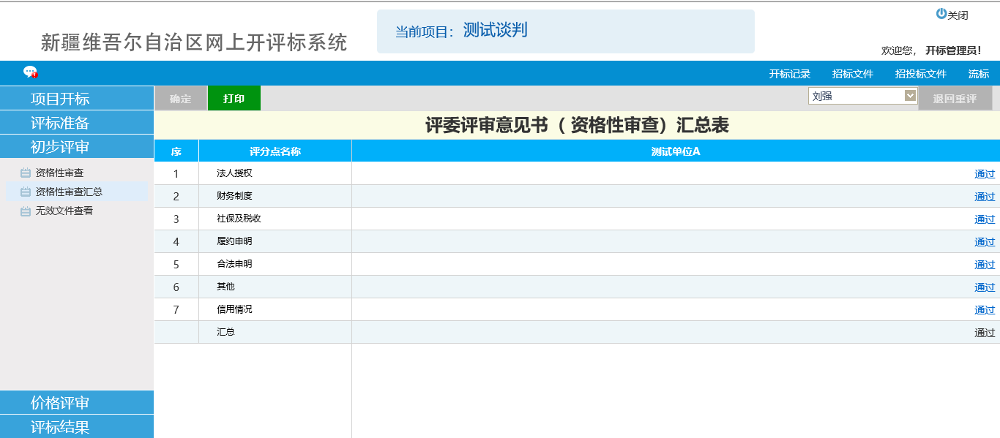 关闭
新疆维吾尔自治区网上开评标系统
当前项目： 测试谈判
欢迎您， 开标管理员！
开标记录 招标文件 招投标文件 流标
项目开标
评标准备
初步评审
资格性审查
资格性审查汇总
无效文件查看
价格评审
评标结果
确定 打印 刘强 退回重评
评委评审意见书（ 资格性审查）汇总表
序 评分点名称 测试单位A
1 法人授权 通过
2 财务制度 通过
3 社保及税收 通过
4 履约申明 通过
5 合法申明 通过
6 其他 通过
7 信用情况 通过
汇总 通过